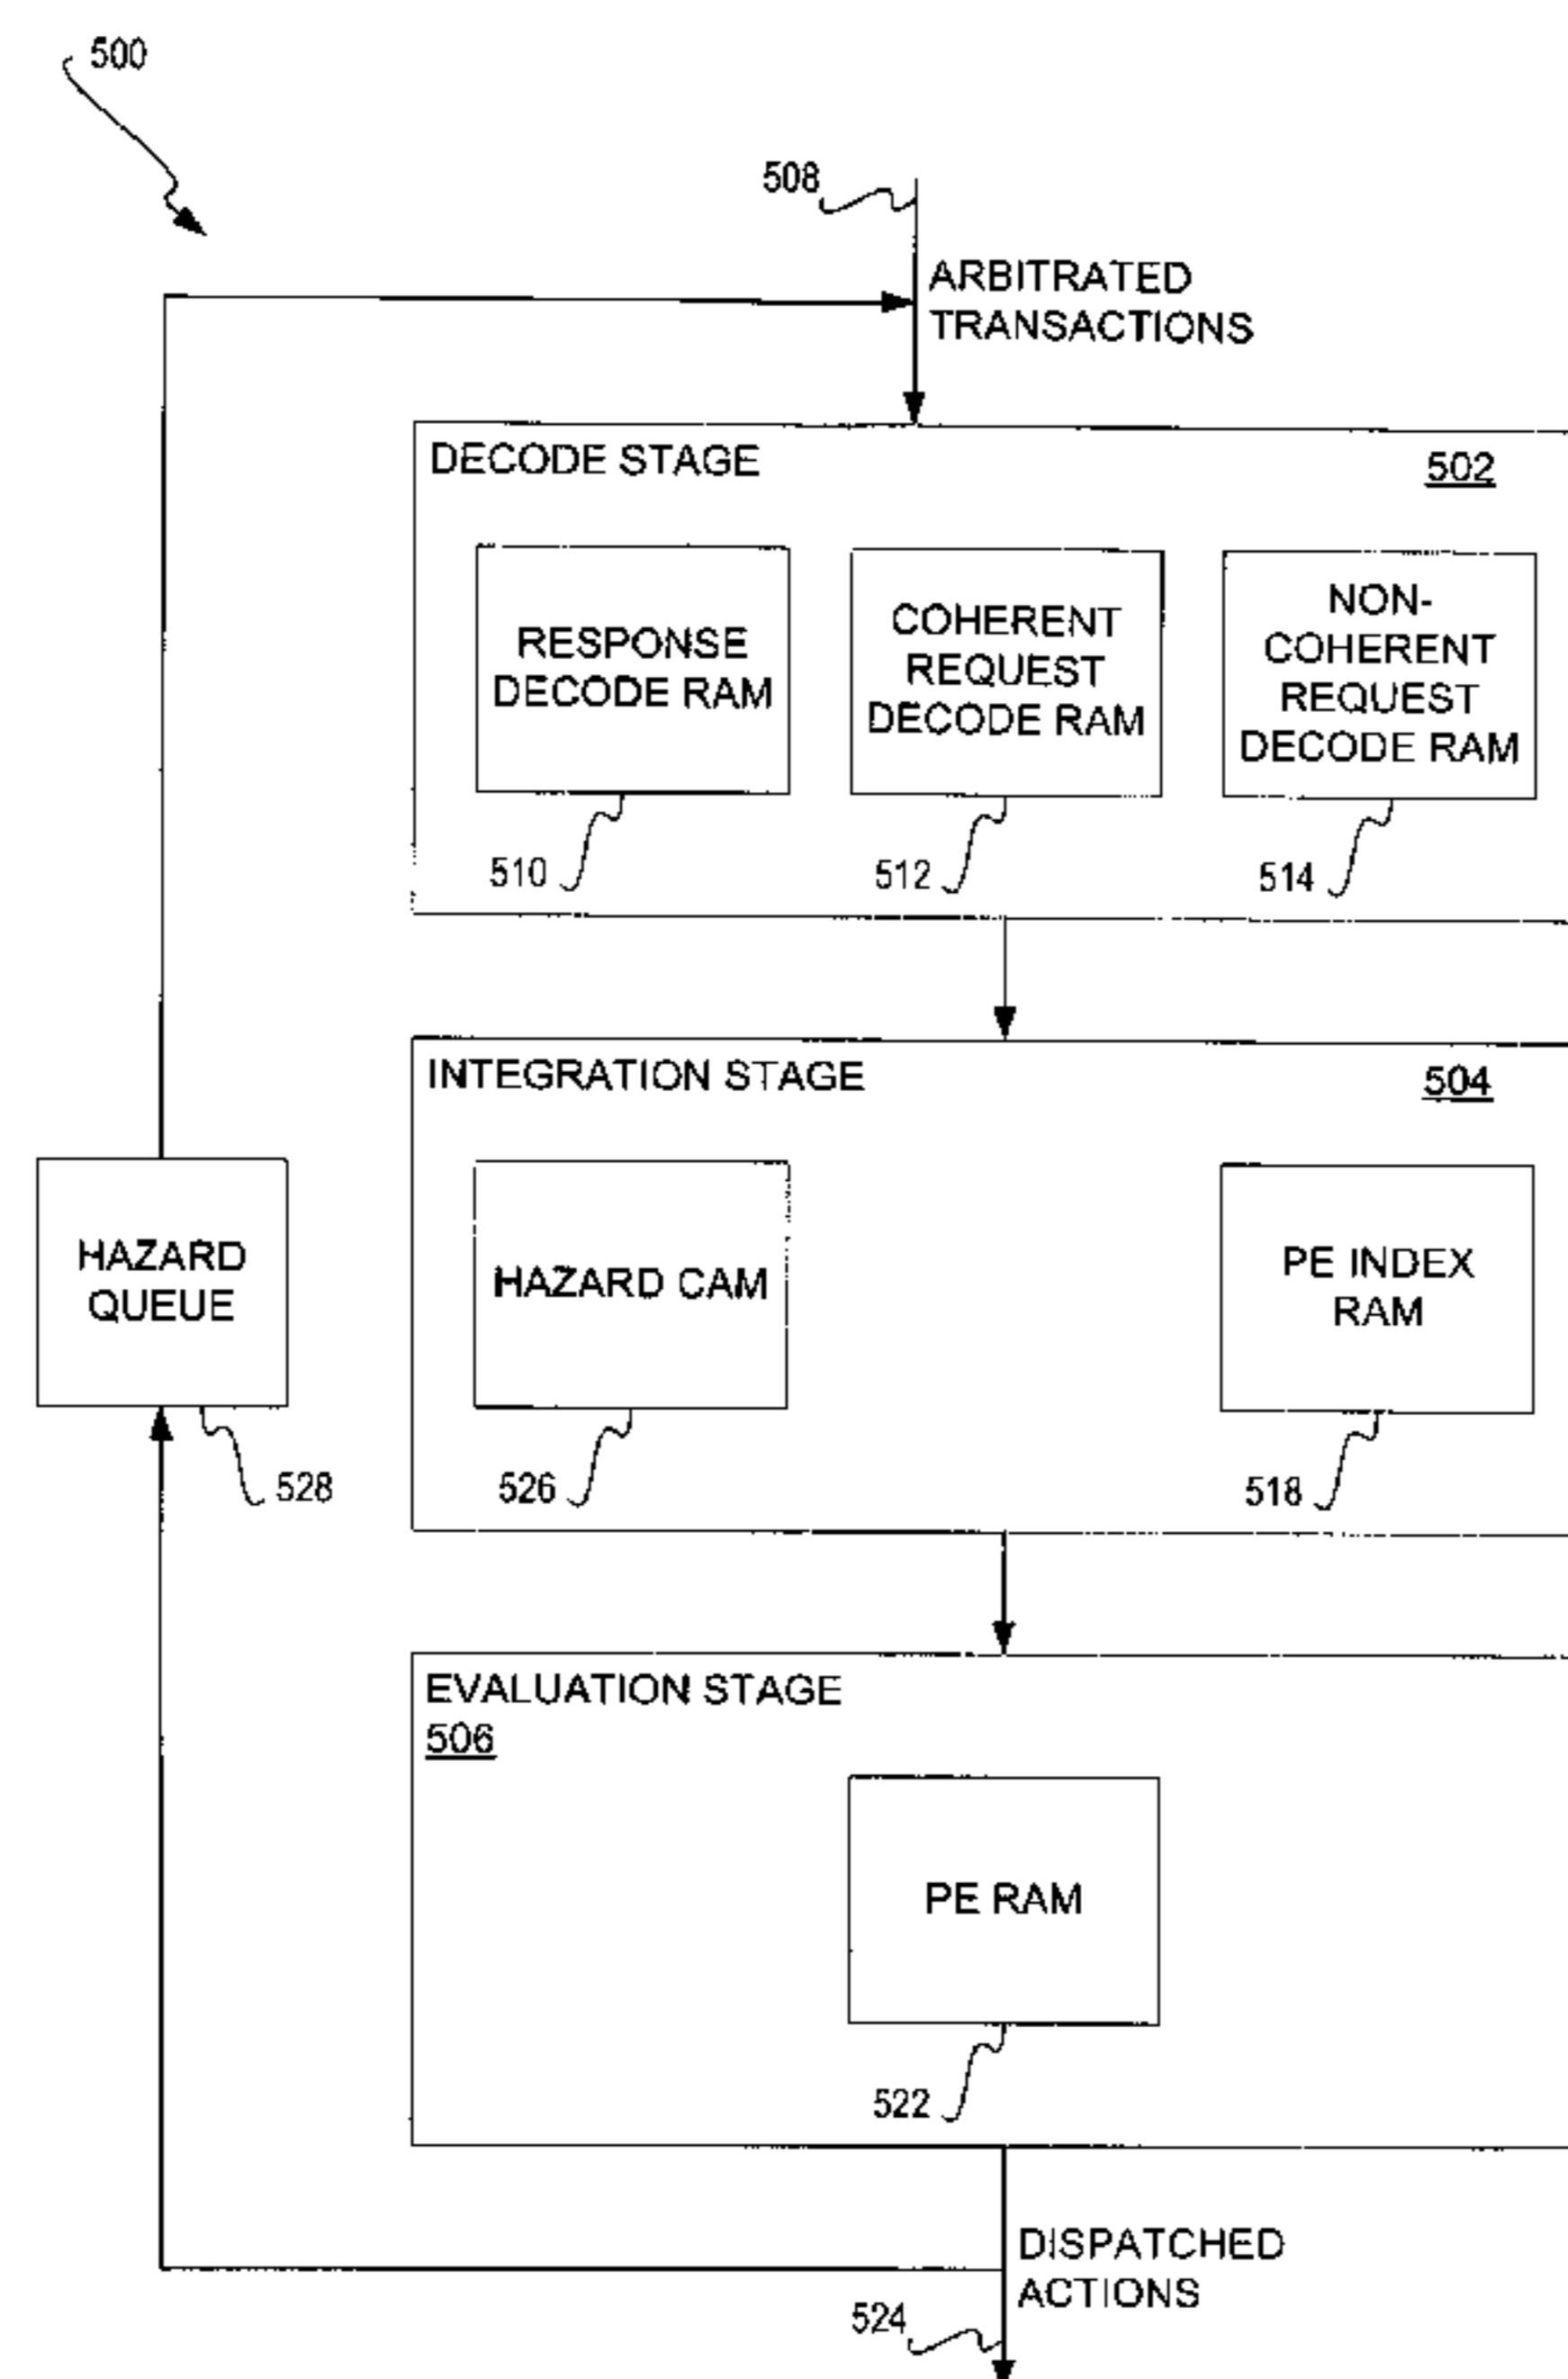 500
508
ARBITRATED
TRANSACTIONS
DECODE STAGE
502
RESPONSE
DECODE RAM
COHERENT
REQUEST
DECODE RAM
NON-
COHERENT
REQUEST
DECODE RAM
510
512
514
INTEGRATION STAGE
504
HAZARD
QUEUE
HAZARD CAM
PE INDEX
RAM
528
526
518
EVALUATION STAGE
506
PE RAM
522
DISPATCHED
ACTIONS
524